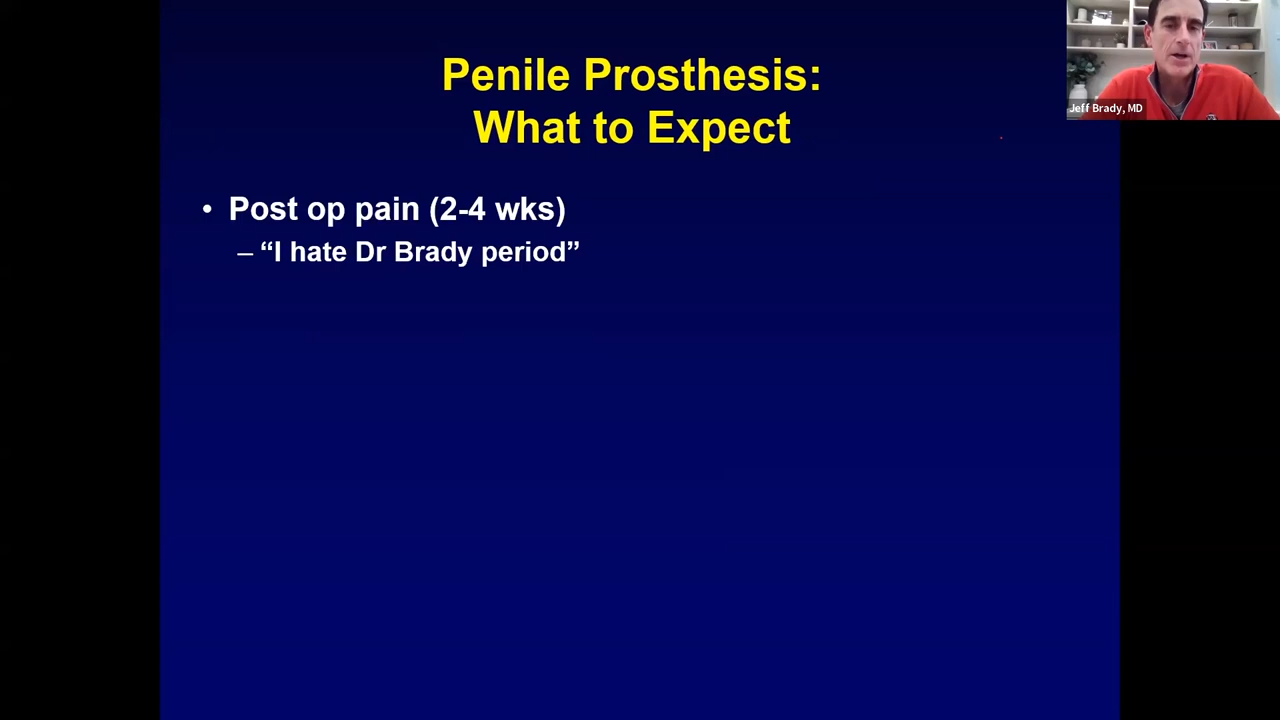 Penile Prosthesis:
What to Expect
Jeff Brady, MD
• Post op pain (2-4 wks)
– “I hate Dr Brady period”